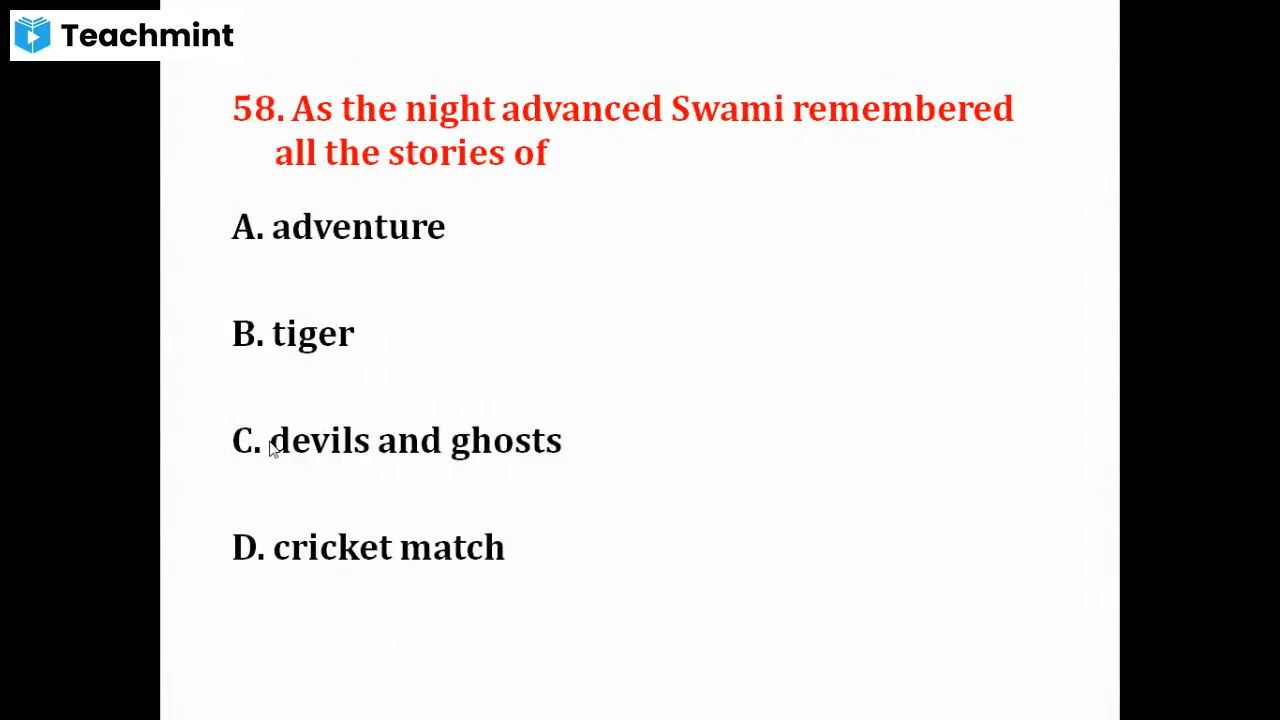 Teachmint
58. As the night advanced Swami remembered
all the stories of
A. adventure
B. tiger
C. devils and ghosts
D. cricket match